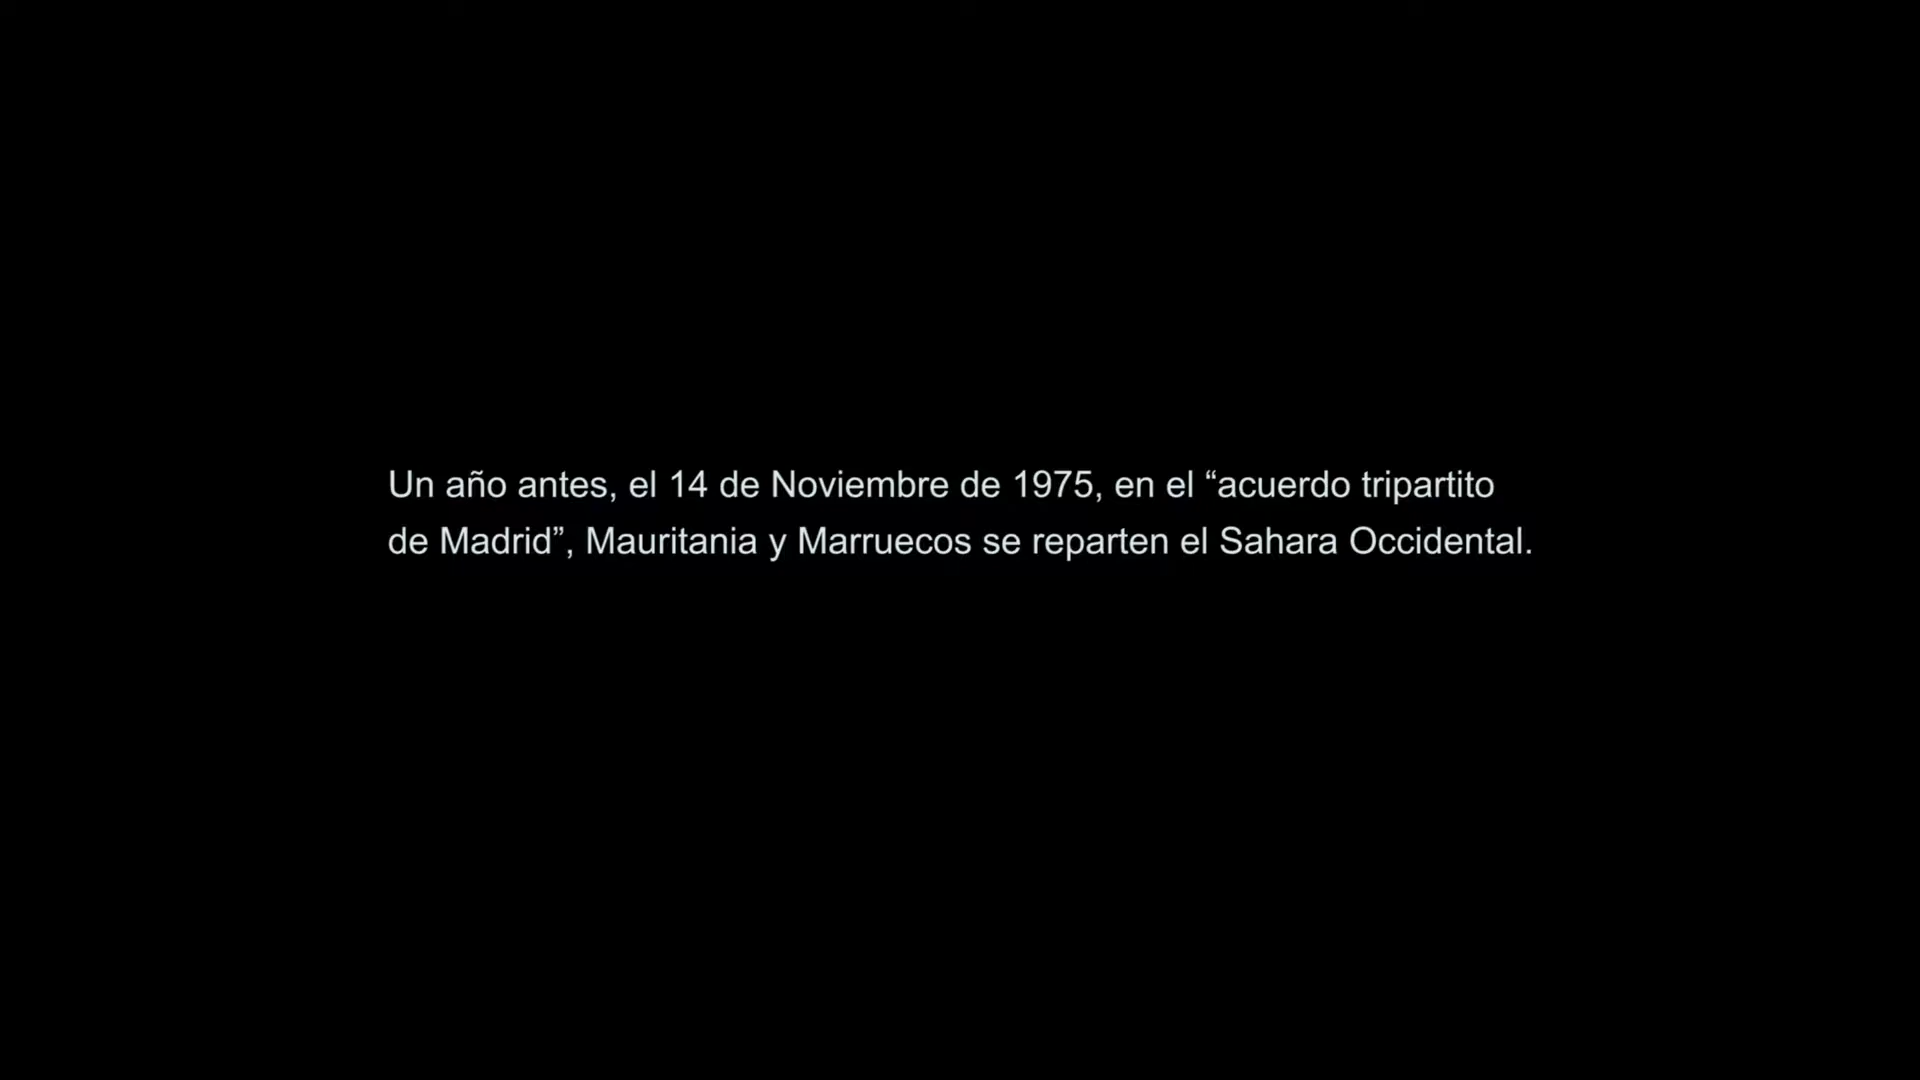 Un año antes, el 14 de Noviembre de 1975, en el “acuerdo tripartito
de Madrid”, Mauritania y Marruecos se reparten el Sahara Occidental.